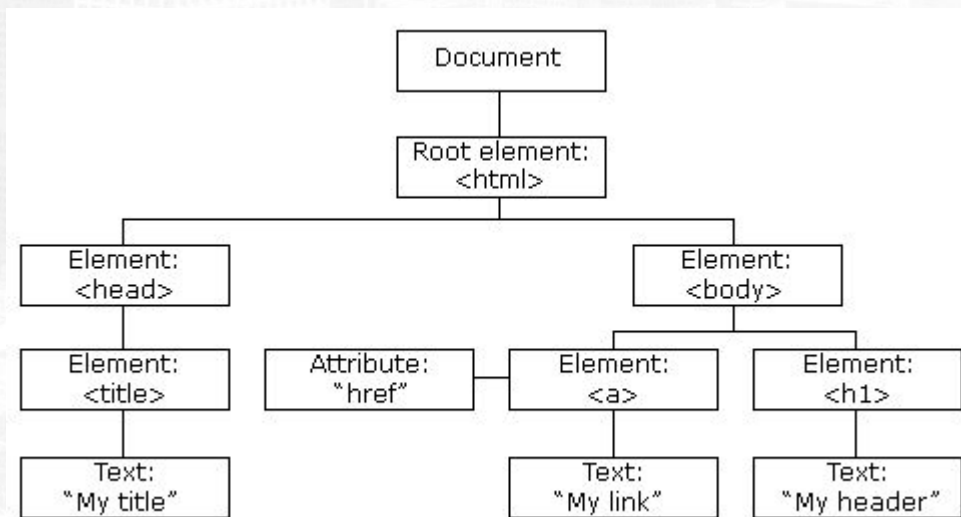 Document
Root element:
<html>
Element:
<head>
Element:
<body>
Element:
<title>
Attribute:
“href”
Element:
<a>
Element:
<h1>
Text:
“My title”
Text:
“My link”
Text:
“My header”